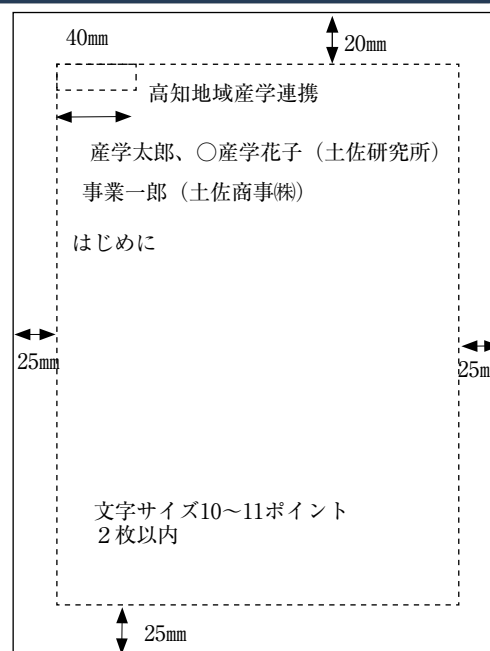 40mm
20mm
高知地域産学連携
産学太郎、○産学花子（土佐研究所）
事業一郎（土佐商事㈱）
はじめに
25mm
25m
文字サイズ10～11ポイント
２枚以内
25mm